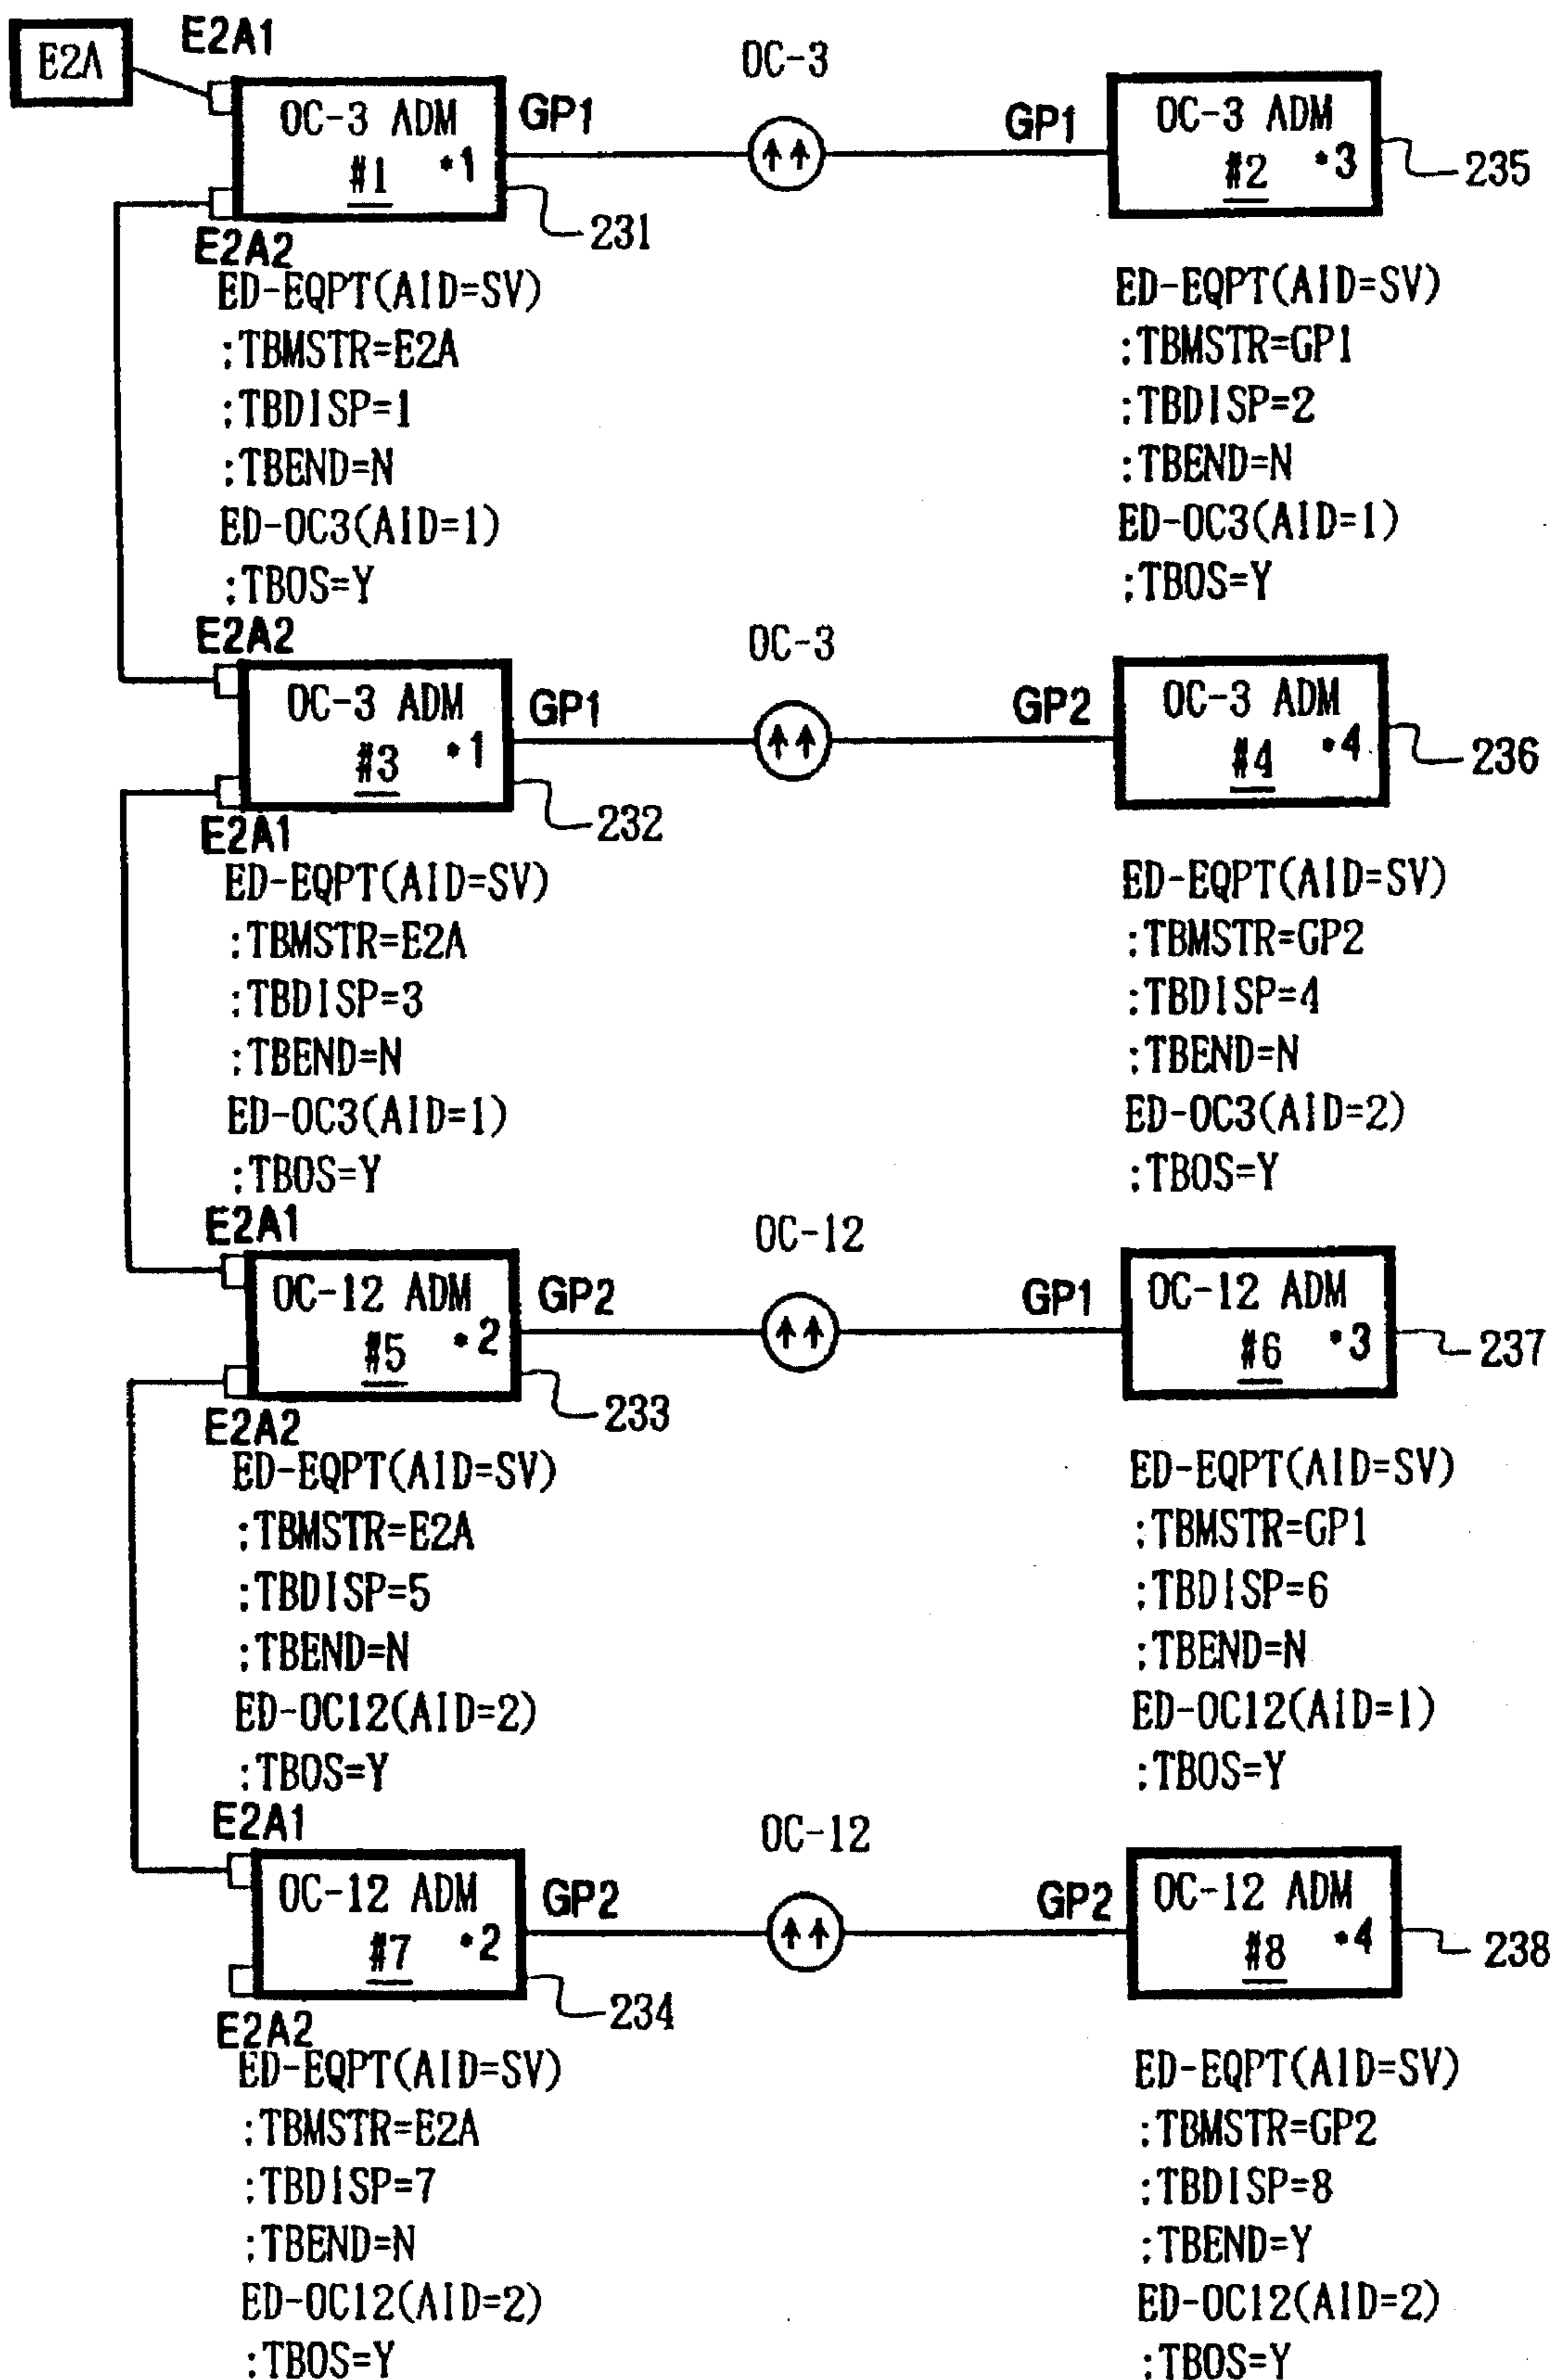 E2A
E2A1
OC-3 ADM
#1 *1
GP1
OC-3
GP1
OC-3 ADM
#2 *3
235
231
E2A2
ED-EQPT(AID=SV)
:TBMSTR=E2A
:TBDISP=1
:TBEND=N
ED-OC3(AID=1)
:TBOS=Y
ED-EQPT(AID=SV)
:TBMSTR=GP1
:TBDISP=2
:TBEND=N
ED-OC3(AID=1)
:TBOS=Y
E2A2
OC-3 ADM
#3 *1
GP1
OC-3
GP2
OC-3 ADM
#4 *4
236
232
E2A1
ED-EQPT(AID=SV)
:TBMSTR=E2A
:TBDISP=3
:TBEND=N
ED-OC3(AID=1)
:TBOS=Y
ED-EQPT(AID=SV)
:TBMSTR=GP2
:TBDISP=4
:TBEND=N
ED-OC3(AID=2)
:TBOS=Y
E2A1
OC-12 ADM
#5 *2
GP2
OC-12
GP1
OC-12 ADM
#6 *3
237
233
E2A2
ED-EQPT(AID=SV)
:TBMSTR=E2A
:TBDISP=5
:TBEND=N
ED-OC12(AID=2)
:TBOS=Y
ED-EQPT(AID=SV)
:TBMSTR=GP1
:TBDISP=6
:TBEND=N
ED-OC12(AID=1)
:TBOS=Y
E2A1
OC-12 ADM
#7 *2
GP2
OC-12
GP2
OC-12 ADM
#8 *4
238
234
E2A2
ED-EQPT(AID=SV)
:TBMSTR=E2A
:TBDISP=7
:TBEND=N
ED-OC12(AID=2)
:TBOS=Y
ED-EQPT(AID=SV)
:TBMSTR=GP2
:TBDISP=8
:TBEND=Y
ED-OC12(AID=2)
:TBOS=Y